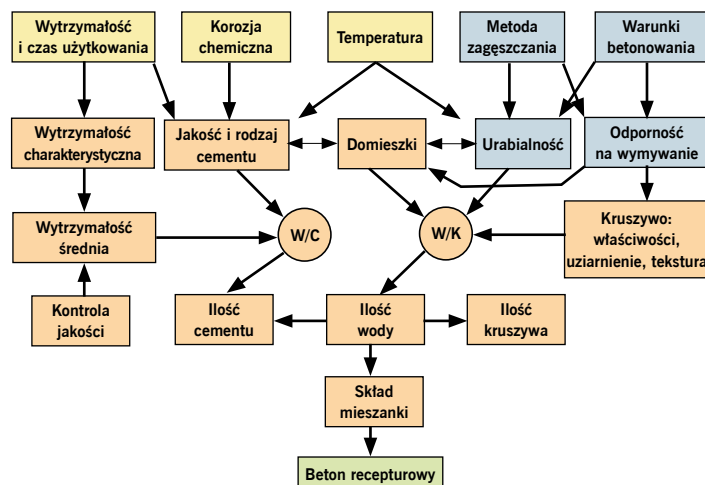 Wytrzymałość
i czas użytkowania
Korozja
chemiczna
Temperatura
Metoda
zagęszczania
Warunki
betonowania
Wytrzymałość
charakterystyczna
Jakość i rodzaj
cementu
Domieszki
Urabialność
Odporność
na wymywanie
Wytrzymałość
średnia
W/C
W/K
Kruszywo:
właściwości,
uziarnienie, tekstura
Kontrola
jakości
Ilość
cementu
Ilość
wody
Ilość
kruszywa
Skład
mieszanki
Beton recepturowy